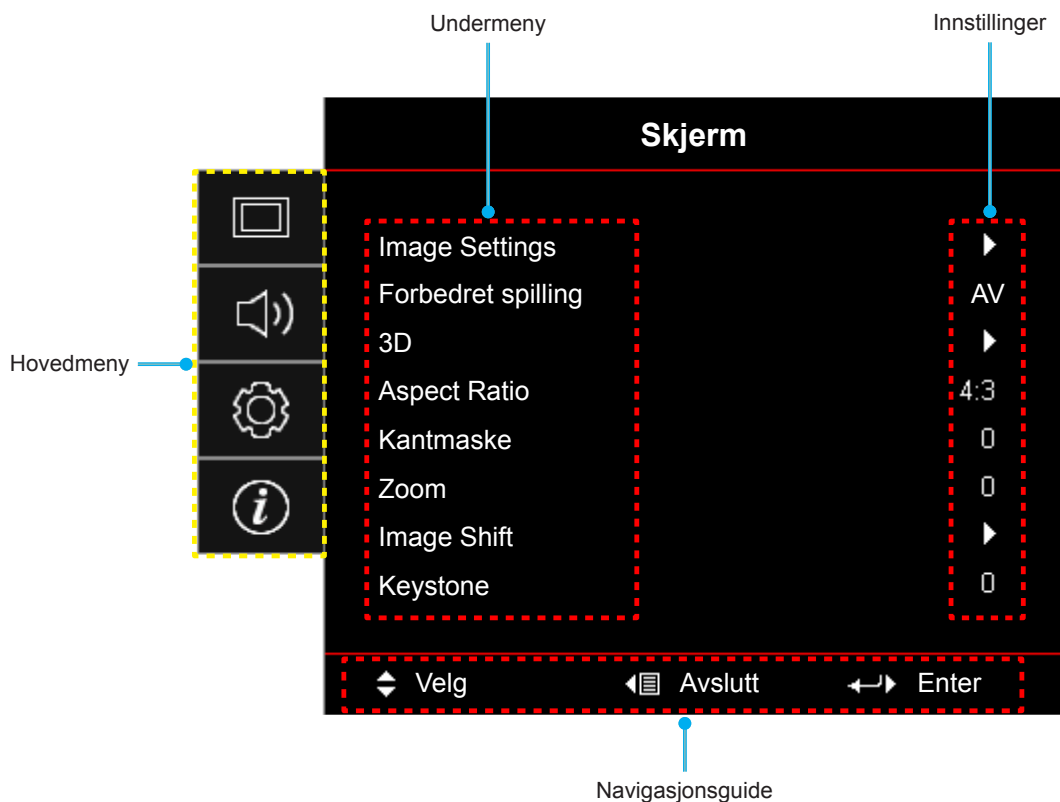 Undermeny
Innstillinger
Skjerm
Hovedmeny
Image Settings
Forbedret spilling AV
3D
Aspect Ratio 4:3
Kantmaske 0
Zoom 0
Image Shift
Keystone 0
Velg Avslutt Enter
Navigasjonsguide